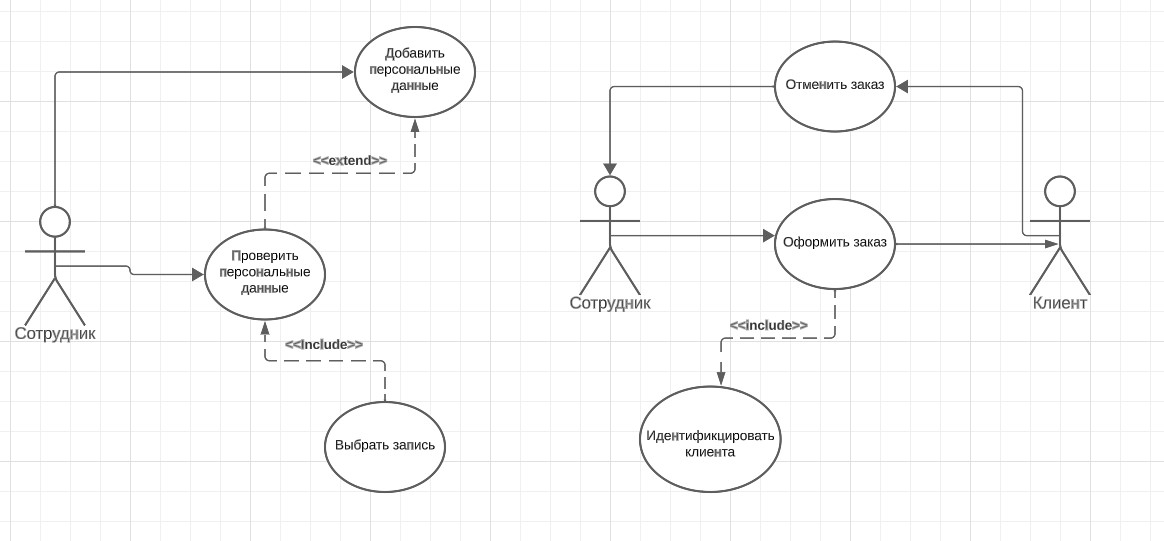 Добавить
персональные
данные
<<extend>>
Проверить
персональные
данные
Сотрудник
<<Include>>
Выбрать запись
Отменить заказ
Оформить заказ
Сотрудник
Клиент
<<Include>>
Идентификцировать
клиента